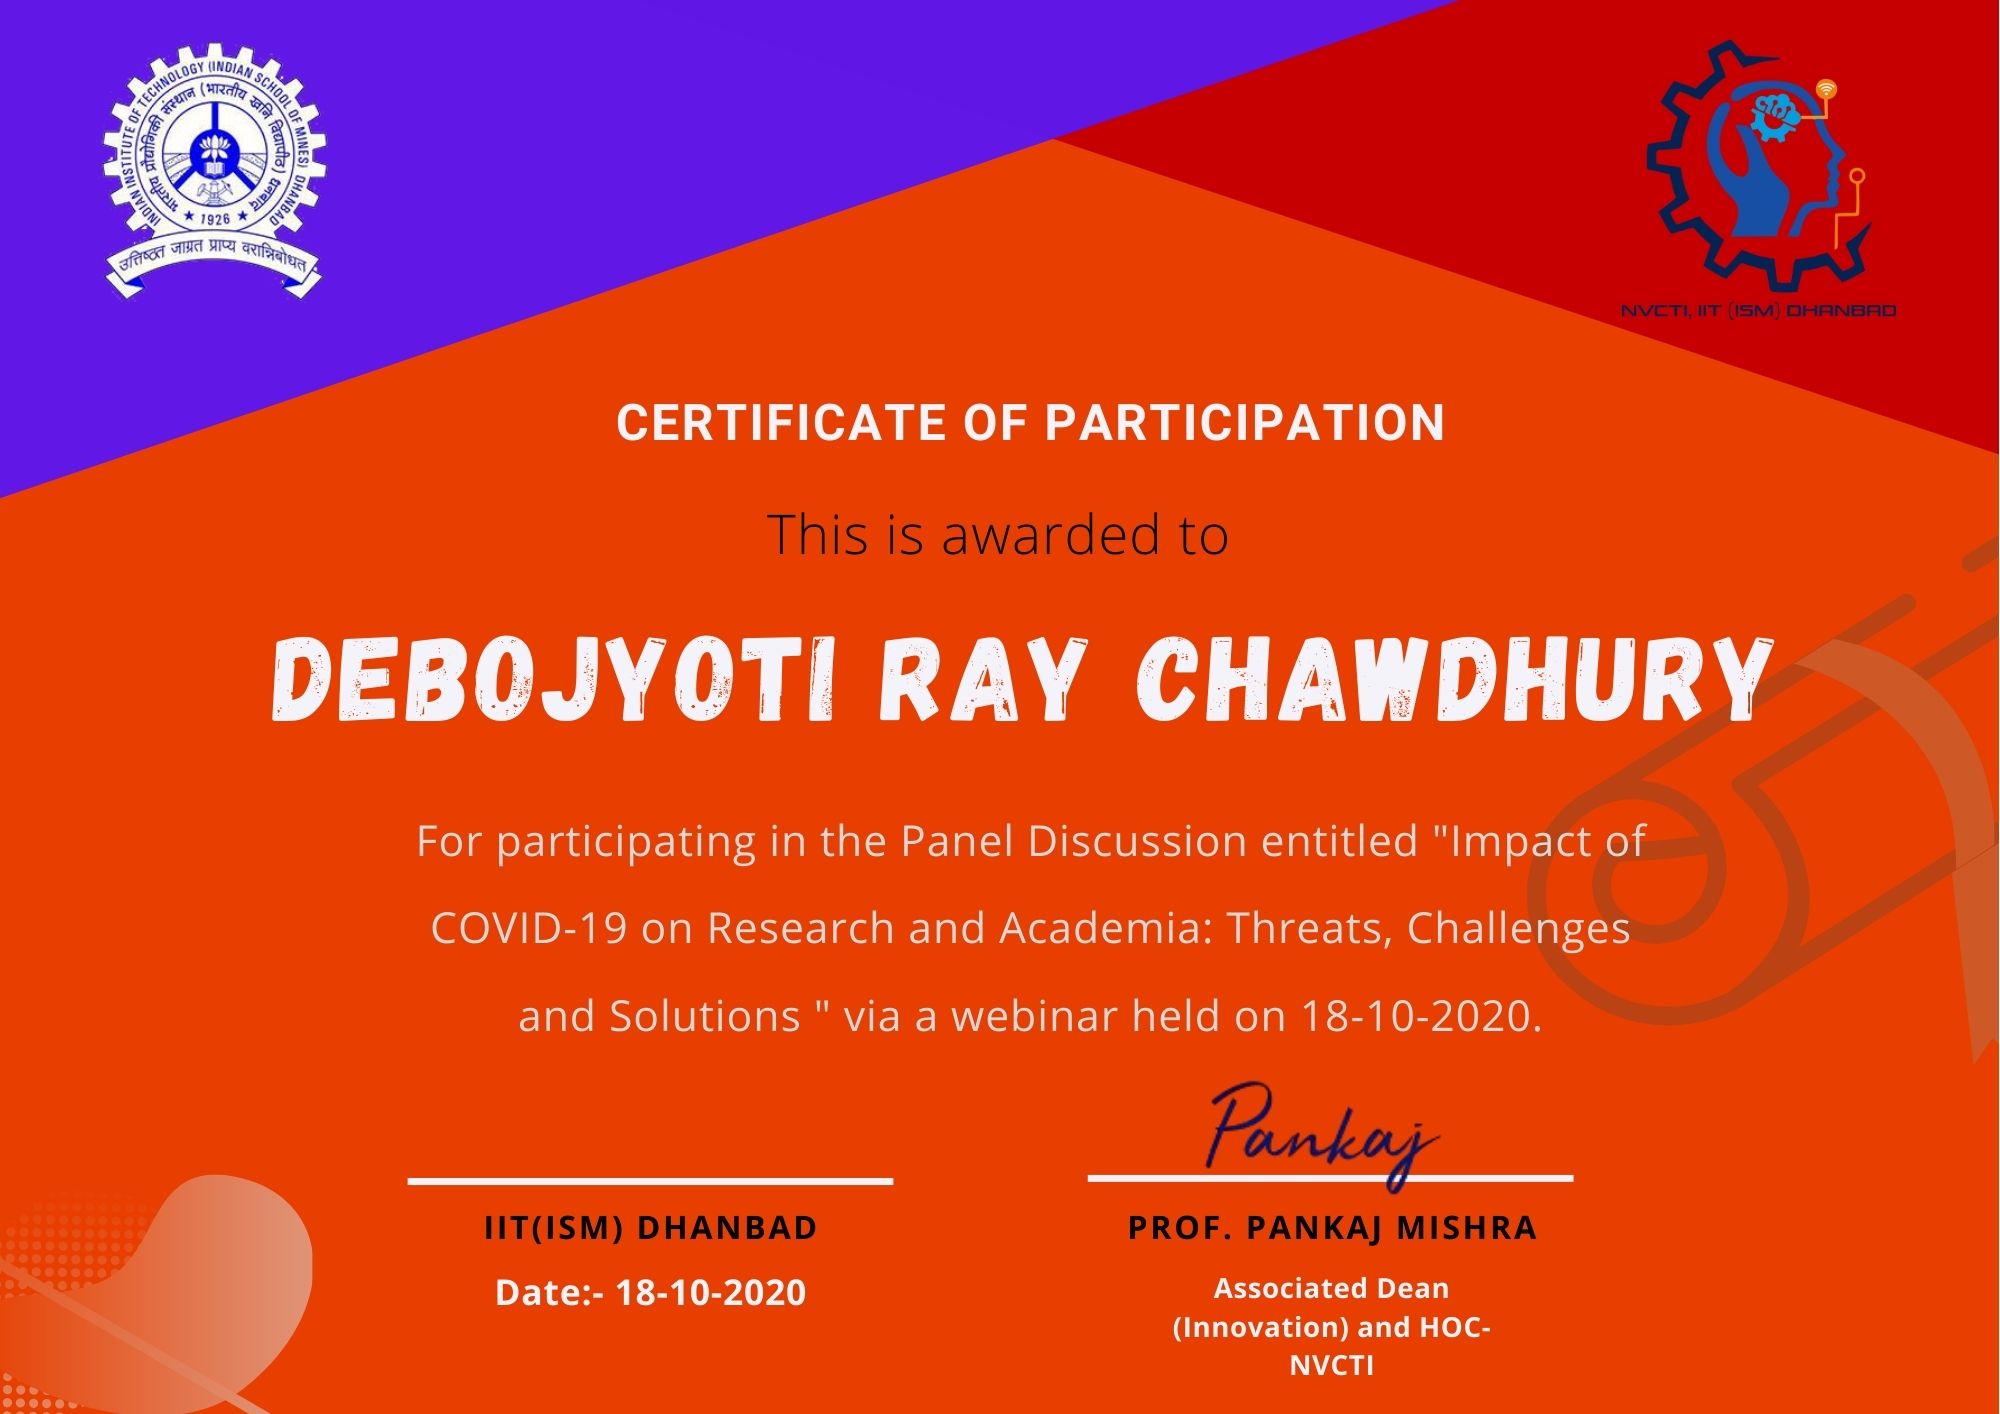 INDIAN INSTITUTE OF TECHNOLOGY (INDIAN SCHOOL OF MINES) DHANBAD
भारतीय प्रौद्योगिकी संस्थान (भारतीय खनि विद्यापीठ) धनबाद
★ 1926 ★
उत्तिष्ठत जाग्रत प्राप्य वरान्निबोधत
NVCTI, IIT (ISM) DHANBAD
CERTIFICATE OF PARTICIPATION
This is awarded to
DEBOJYOTI RAY CHAWDHURY
For participating in the Panel Discussion entitled "Impact of
COVID-19 on Research and Academia: Threats, Challenges
and Solutions " via a webinar held on 18-10-2020.
Pankaj
IIT(ISM) DHANBAD
PROF. PANKAJ MISHRA
Date:- 18-10-2020
Associated Dean
(Innovation) and HOC-
NVCTI